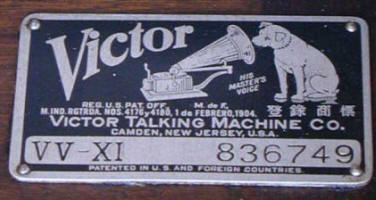 Victor
HIS
MASTER'S
VOICE
REG. U.S. PAT. OFF. M. de F.
M. IND. RGTRDA. NOS. 4176 y 4180, 1 de FEBRERO, 1904.
登錄商標
VICTOR TALKING MACHINE CO.
CAMDEN, NEW JERSEY, U.S.A.
VV-XI 836749
PATENTED IN U.S. AND FOREIGN COUNTRIES.